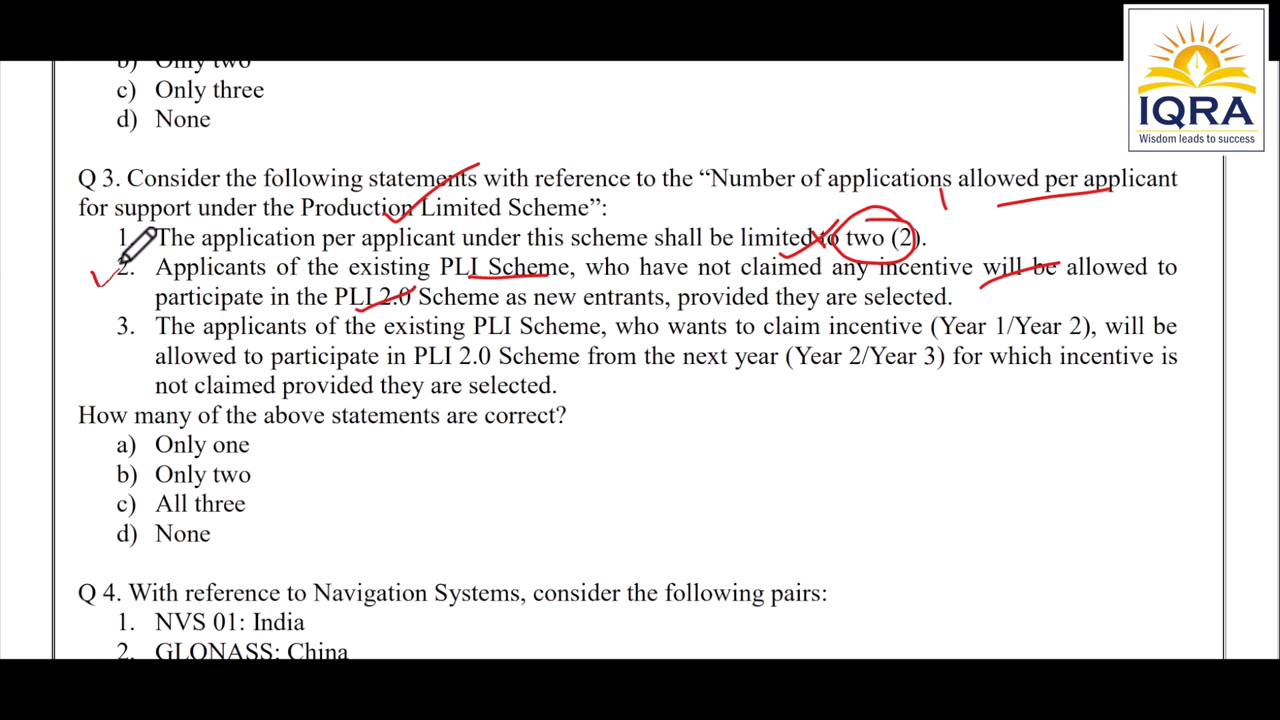 b) Only two
c) Only three
d) None
IQRA
Wisdom leads to success
Q 3. Consider the following statements with reference to the “Number of applications allowed per applicant
for support under the Production Limited Scheme”:
1. The application per applicant under this scheme shall be limited to two (2).
2. Applicants of the existing PLI Scheme, who have not claimed any incentive will be allowed to
participate in the PLI 2.0 Scheme as new entrants, provided they are selected.
3. The applicants of the existing PLI Scheme, who wants to claim incentive (Year 1/Year 2), will be
allowed to participate in PLI 2.0 Scheme from the next year (Year 2/Year 3) for which incentive is
not claimed provided they are selected.
How many of the above statements are correct?
a) Only one
b) Only two
c) All three
d) None
Q 4. With reference to Navigation Systems, consider the following pairs:
1. NVS 01: India
2. GLONASS: China